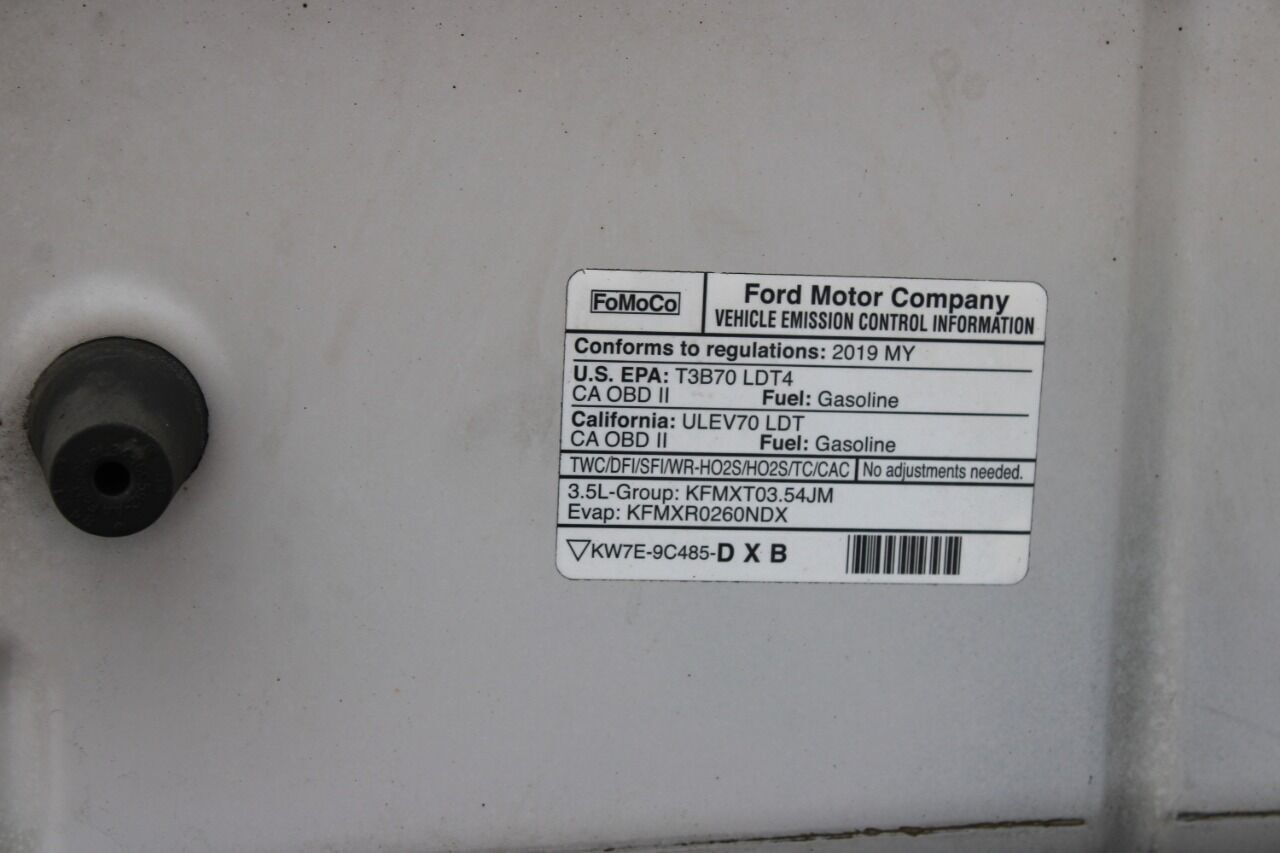 FoMoCo
Ford Motor Company
VEHICLE EMISSION CONTROL INFORMATION
Conforms to regulations: 2019 MY
U.S. EPA: T3B70 LDT4
CA OBD II Fuel: Gasoline
California: ULEV70 LDT
CA OBD II Fuel: Gasoline
TWC/DFI/SFI/WR-HO2S/HO2S/TC/CAC No adjustments needed.
3.5L-Group: KFMXT03.54JM
Evap: KFMXR0260NDX
▽KW7E-9C485-D X B